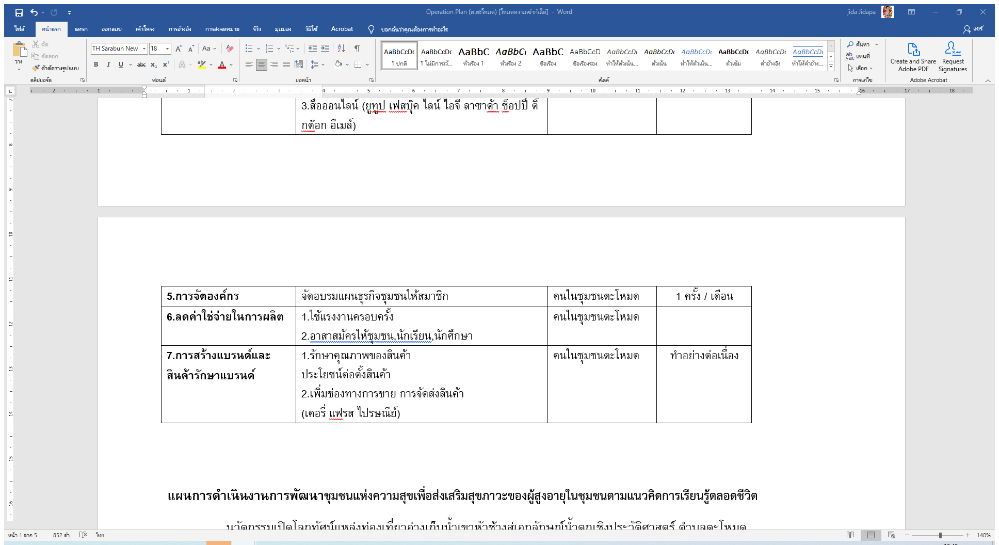 Operation Plan (ต.ตะโหมด) [โหมดความเข้ากันได้] - Word
jida Jidapa
ไฟล์ หน้าแรก แทรก ออกแบบ เค้าโครง การอ้างอิง การส่งจดหมาย รีวิว มุมมอง วิธีใช้ Acrobat บอกฉันว่าคุณต้องการทำอะไร แชร์
วาง
ตัด
คัดลอก
ตัวคัดวางรูปแบบ
คลิปบอร์ด
TH Sarabun New 18
ฟอนต์
ย่อหน้า
AaBbCcDc AaBbCcDc AaBbC AaBbCc AaBbC AaBbCcD AaBbCcDc AaBbCcDc AaBbCcDc AaBbCcDc AaBbCcDc AaBbCcDc
¶ ปกติ ¶ ไม่มีการเว้... หัวเรื่อง 1 หัวเรื่อง 2 ชื่อเรื่อง ชื่อเรื่องรอง ทำให้ตัวเน้น... ตัวเน้น ทำให้ตัวเน้น... ตัวเข้ม คำอ้างอิง ทำให้คำอ้าง...
สไตล์
ค้นหา
แทนที่
เลือก
การแก้ไข
Create and Share Adobe PDF
Request Signatures
Adobe Acrobat
3.สื่อออนไลน์ (ยูทูป เฟสบุ๊ค ไลน์ ไอจี ลาซาด้า ช็อปปี้ ติ๊
กต๊อก อีเมล์)
5.การจัดองค์กร จัดอบรมแผนธุรกิจชุมชนให้สมาชิก คนในชุมชนตะโหมด 1 ครั้ง / เดือน
6.ลดค่าใช่จ่ายในการผลิต 1.ใช้แรงงานครอบครั้ง คนในชุมชนตะโหมด
2.อาสาสมัครให้ชุมชน,นักเรียน,นักศึกษา
7.การสร้างแบรนด์และ 1.รักษาคุณภาพของสินค้า คนในชุมชนตะโหมด ทำอย่างต่อเนื่อง
สินค้ารักษาแบรนด์ ประโยชน์ต่อตั้งสินค้า
2.เพิ่มช่องทางการขาย การจัดส่งสินค้า
(เคอรี่ แฟรส ไปรษณีย์)
แผนการดำเนินงานการพัฒนาชุมชนแห่งความสุขเพื่อส่งเสริมสุขภาวะของผู้สูงอายุในชุมชนตามแนวคิดการเรียนรู้ตลอดชีวิต
นวัตกรรมเปิดโลกทัศน์แหล่งท่องเที่ยวอ่างเก็บน้ำเขาหัวช้างสู่เอกลักษณ์น้ำตกเชิงประวัติศาสตร์ ตำบลตะโหมด
หน้า 1 จาก 5 852 คำ ไทย 140%